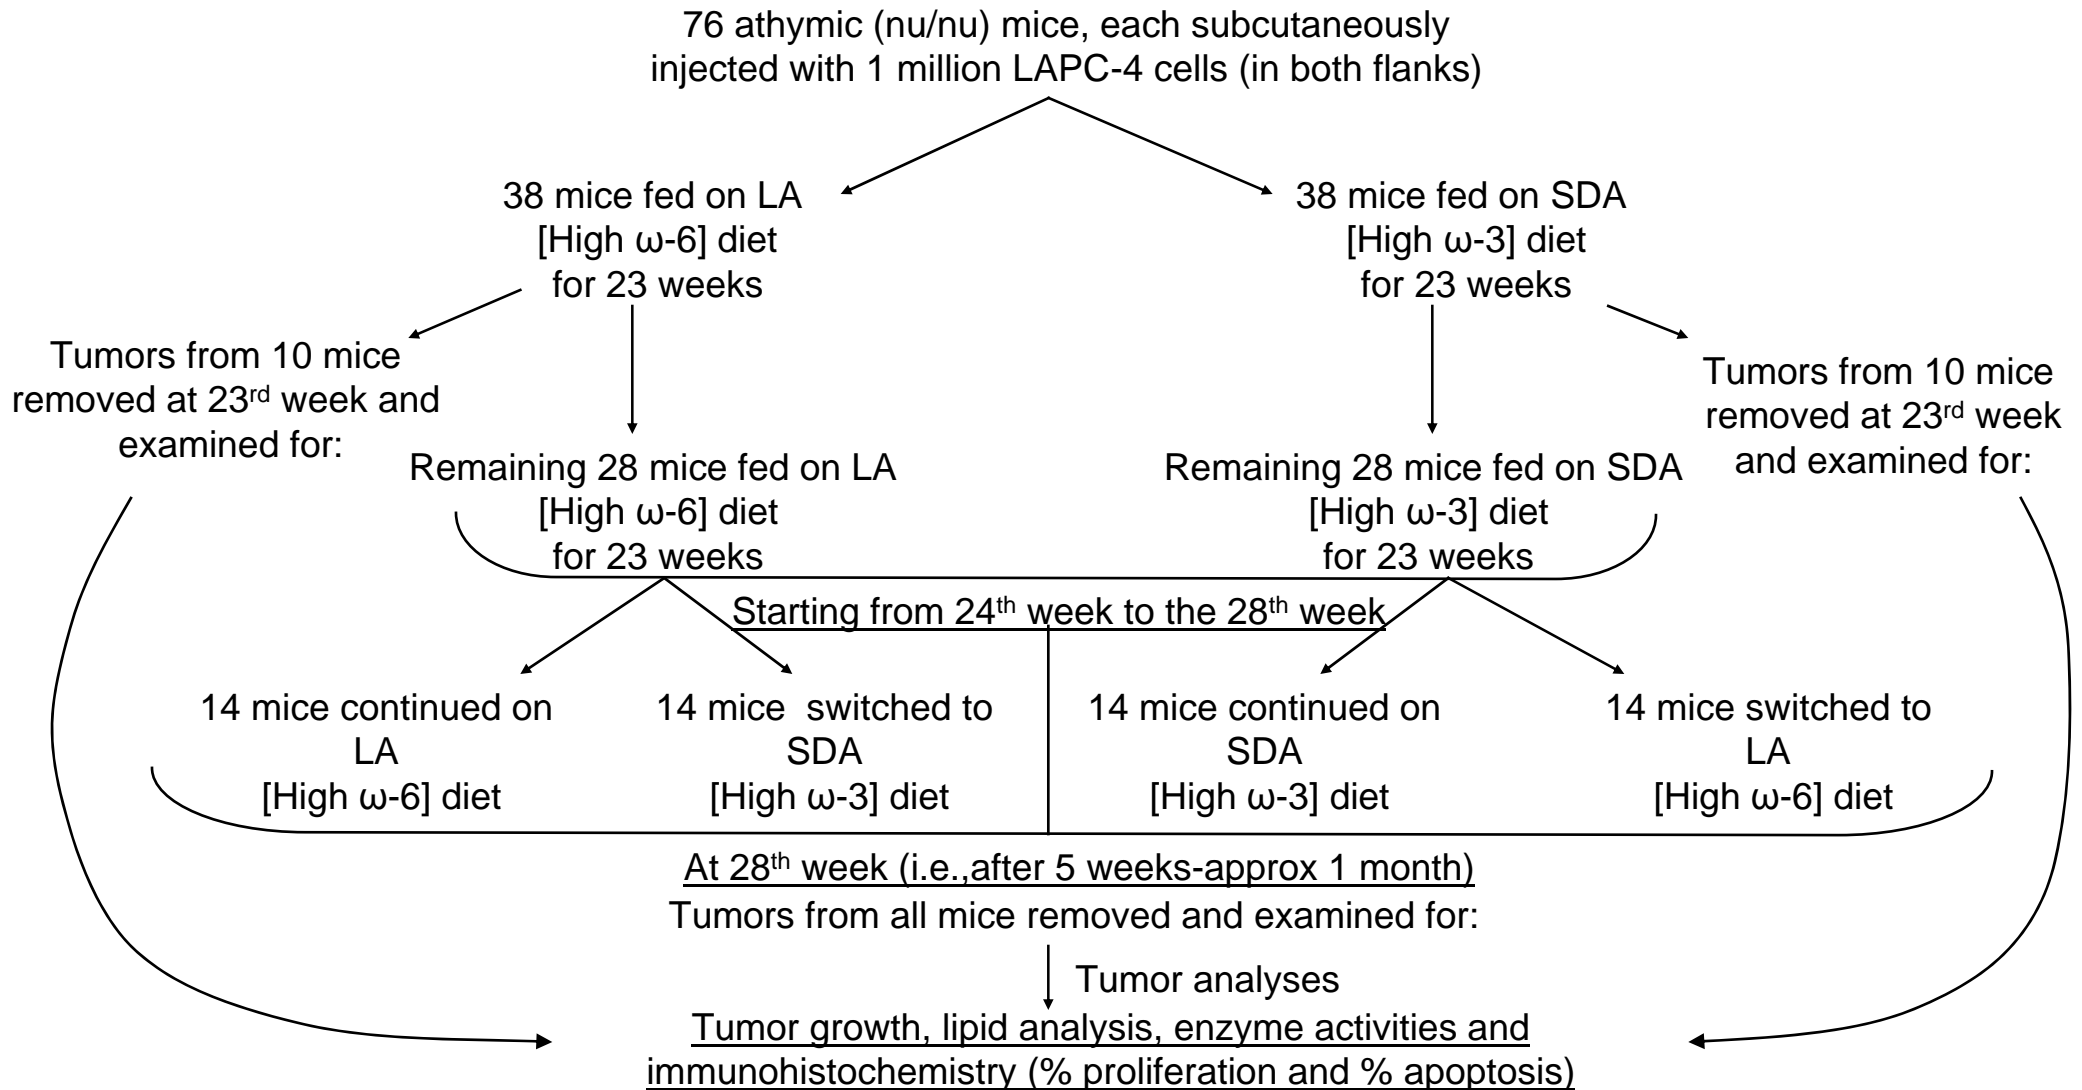 76 athymic (nu/nu) mice, each subcutaneously
injected with 1 million LAPC-4 cells (in both flanks)
38 mice fed on LA
[High ω-6] diet
for 23 weeks
38 mice fed on SDA
[High ω-3] diet
for 23 weeks
Tumors from 10 mice
removed at 23rd week and
examined for:
Remaining 28 mice fed on LA
[High ω-6] diet
for 23 weeks
Remaining 28 mice fed on SDA
[High ω-3] diet
for 23 weeks
Tumors from 10 mice
removed at 23rd week
and examined for:
Starting from 24th week to the 28th week
14 mice continued on
LA
[High ω-6] diet
14 mice switched to
SDA
[High ω-3] diet
14 mice continued on
SDA
[High ω-3] diet
14 mice switched to
LA
[High ω-6] diet
At 28th week (i.e.,after 5 weeks-approx 1 month)
Tumors from all mice removed and examined for:
Tumor analyses
Tumor growth, lipid analysis, enzyme activities and
immunohistochemistry (% proliferation and % apoptosis)